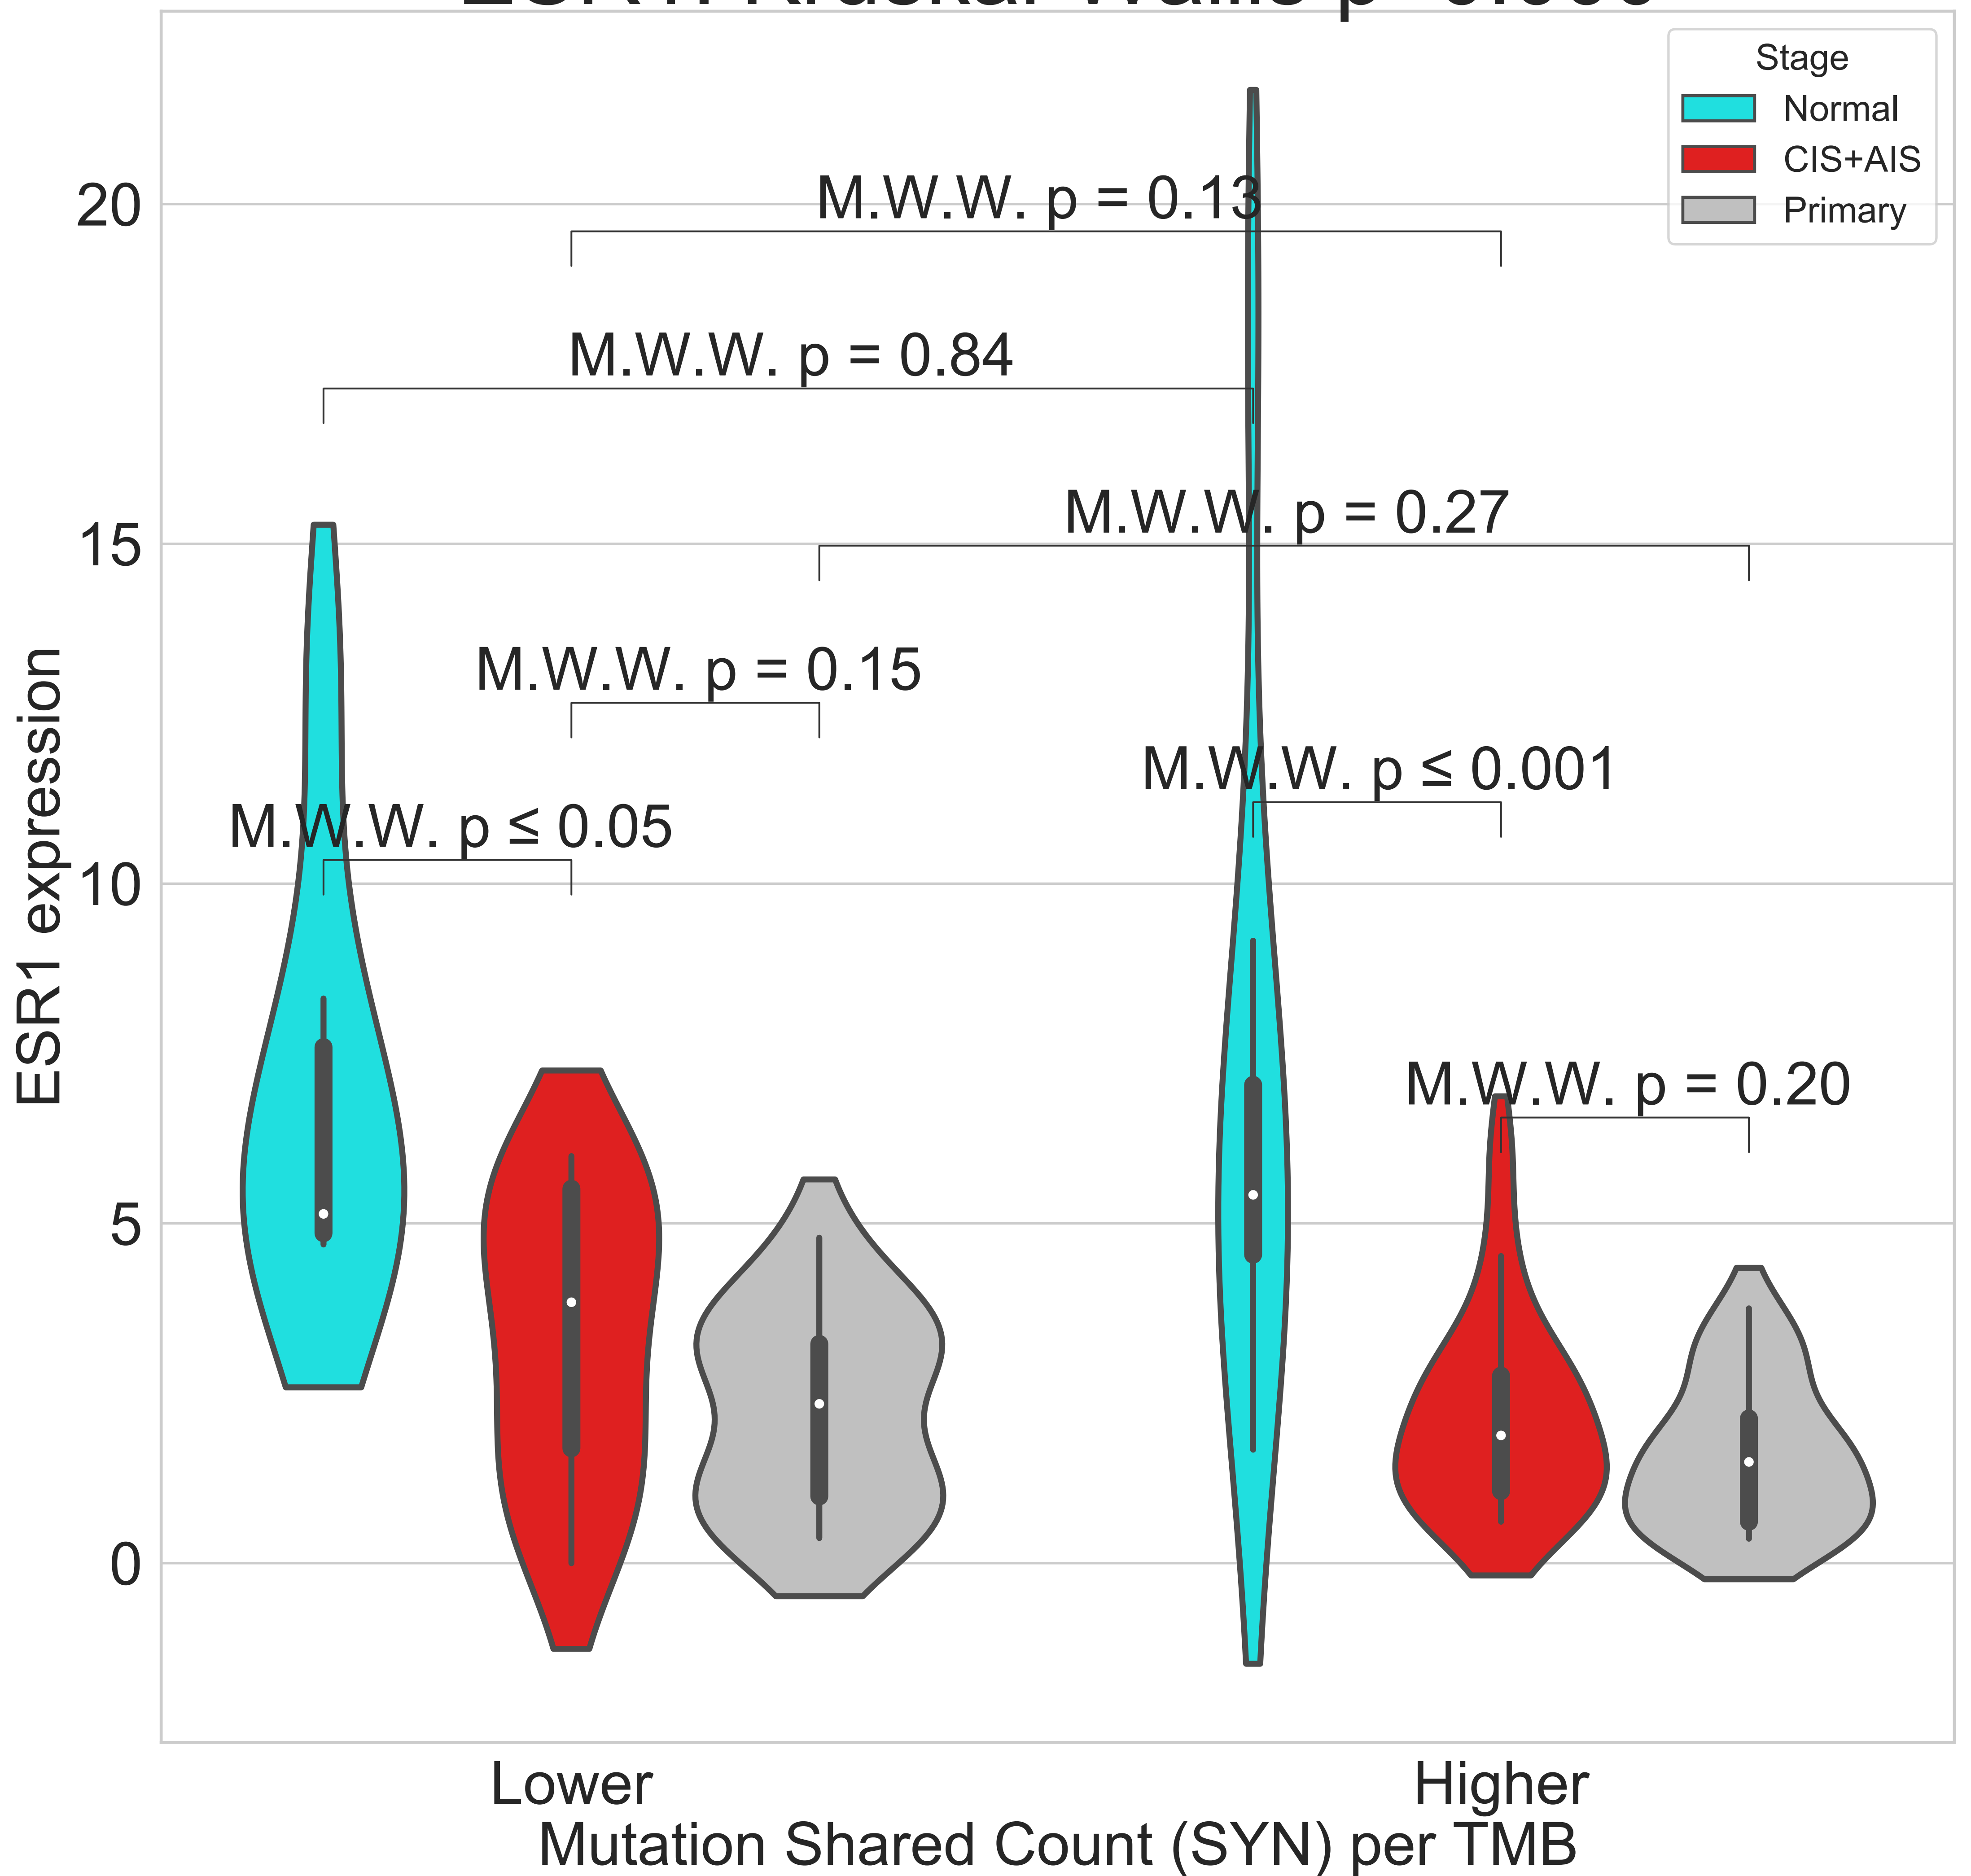 Stage
Normal
CIS+AIS
Primary
M.W.W. p = 0.13
M.W.W. p = 0.84
M.W.W. p = 0.27
M.W.W. p = 0.15
M.W.W. p ≤ 0.001
M.W.W. p ≤ 0.05
M.W.W. p = 0.20
ESR1 expression
20
15
10
5
0
Lower
Higher
Mutation Shared Count (SYN) per TMB